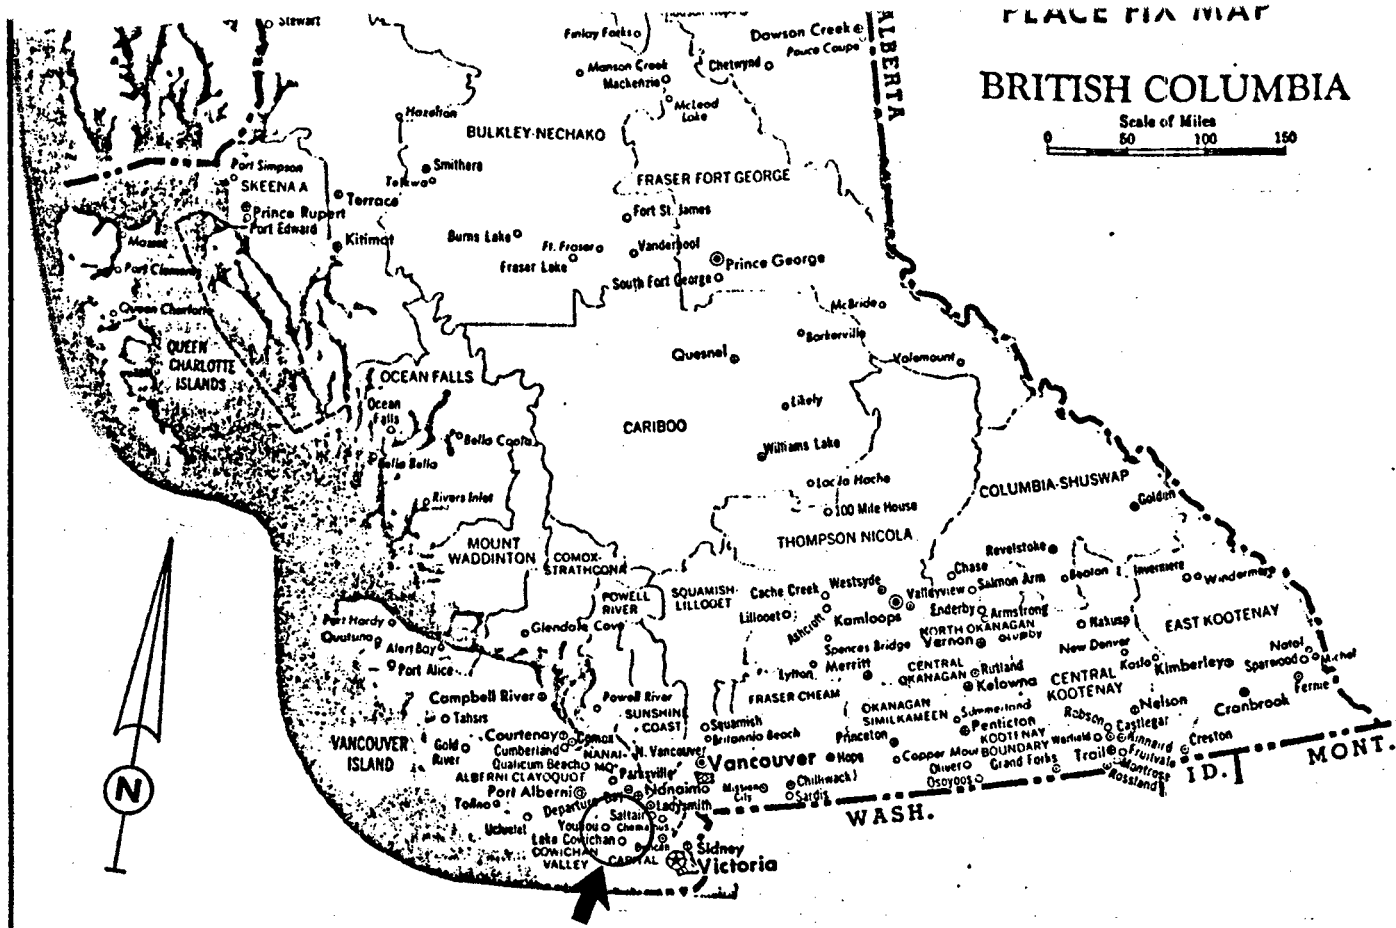 PLACE FIX MAP
BRITISH COLUMBIA
Scale of Miles
0 50 100 150
ALBERTA
Stewart
Finlay Forks
Dawson Creek
Pouce Coupe
Manson Creek
Mackenzie
Chetwynd
McLeod
Lake
Hazelton
BULKLEY-NECHAKO
Port Simpson
SKEENA A
Smithers
Telkwa
FRASER FORT GEORGE
Terrace
Prince Rupert
Port Edward
Fort St. James
Masset
Kitimat
Burns Lake
Ft. Fraser
Vanderhoof
Fraser Lake
Prince George
Port Clements
South Fort George
McBride
Queen Charlotte
Barkerville
QUEEN
CHARLOTTE
ISLANDS
Quesnel
Valemount
OCEAN FALLS
Ocean
Falls
Likely
CARIBOO
Bella Coola
Williams Lake
Bella Bella
Lac la Hache
COLUMBIA-SHUSWAP
Rivers Inlet
100 Mile House
Golden
MOUNT
WADDINGTON
COMOX-
STRATHCONA
THOMPSON NICOLA
Revelstoke
Chase
POWELL
RIVER
SQUAMISH-
LILLOOET
Cache Creek
Westsyde
Valleyview
Salmon Arm
Beaton
Invermere
Windermere
Port Hardy
Glendale Cove
Lillooet
Ashcroft
Kamloops
Enderby
Armstrong
Nakusp
EAST KOOTENAY
Quatsino
Alert Bay
Spences Bridge
NORTH OKANAGAN
Vernon
Lumby
New Denver
Natal
Michel
Port Alice
Lytton
Merritt
CENTRAL
OKANAGAN
Rutland
Kelowna
CENTRAL
KOOTENAY
Kaslo
Kimberley
Sparwood
Fernie
Campbell River
Powell River
FRASER CHEAM
Tahsis
SUNSHINE
COAST
Squamish
Britannia Beach
OKANAGAN
SIMILKAMEEN
Summerland
Penticton
Robson
Nelson
Cranbrook
VANCOUVER
ISLAND
Gold
River
Courtenay
Comox
Cumberland
Princeton
KOOTENAY
BOUNDARY
Castlegar
Kinnaird
Warfield
Creston
Qualicum Beach
NANAI-
MO
N. Vancouver
Vancouver
Hope
Copper Mow
Grand Forks
Trail
Fruitvale
Montrose
Rossland
ALBERNI CLAYOQUOT
Parksville
Oliver
Osoyoos
Port Alberni
Nanaimo
Mission
City
Chilliwack
Sardis
Tofino
Departure Bay
Ladysmith
Ucluelet
Saltair
Youbou
Chemainus
Lake Cowichan
Duncan
COWICHAN
VALLEY
CAPITAL
Sidney
Victoria
WASH.
ID.
MONT.
N